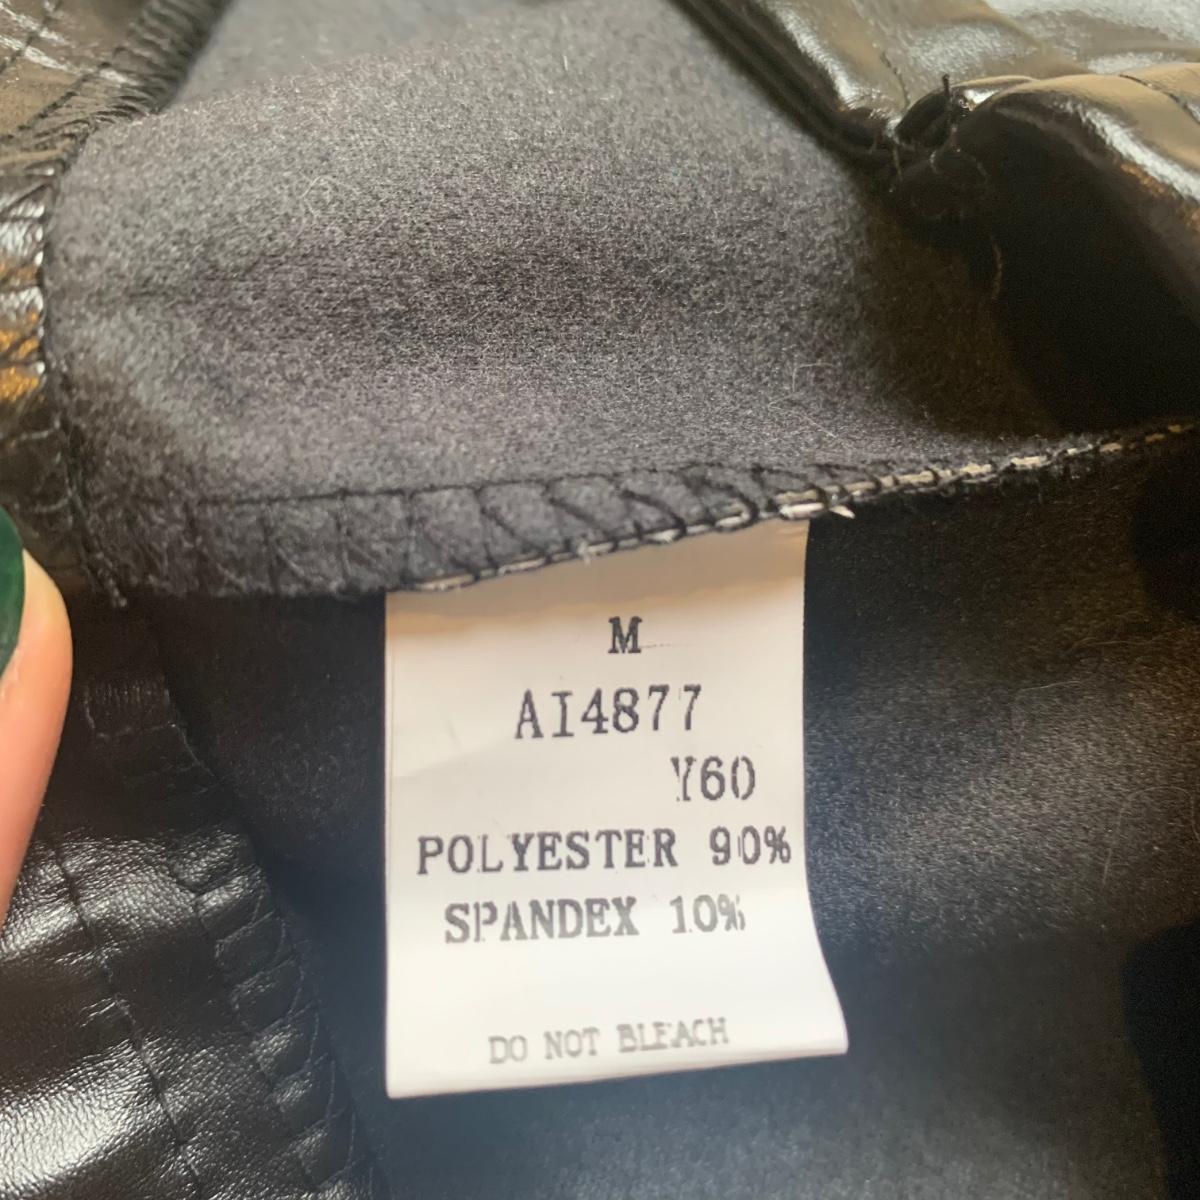 M
AI4877
Y60
POLYESTER 90%
SPANDEX 10%
DO NOT BLEACH